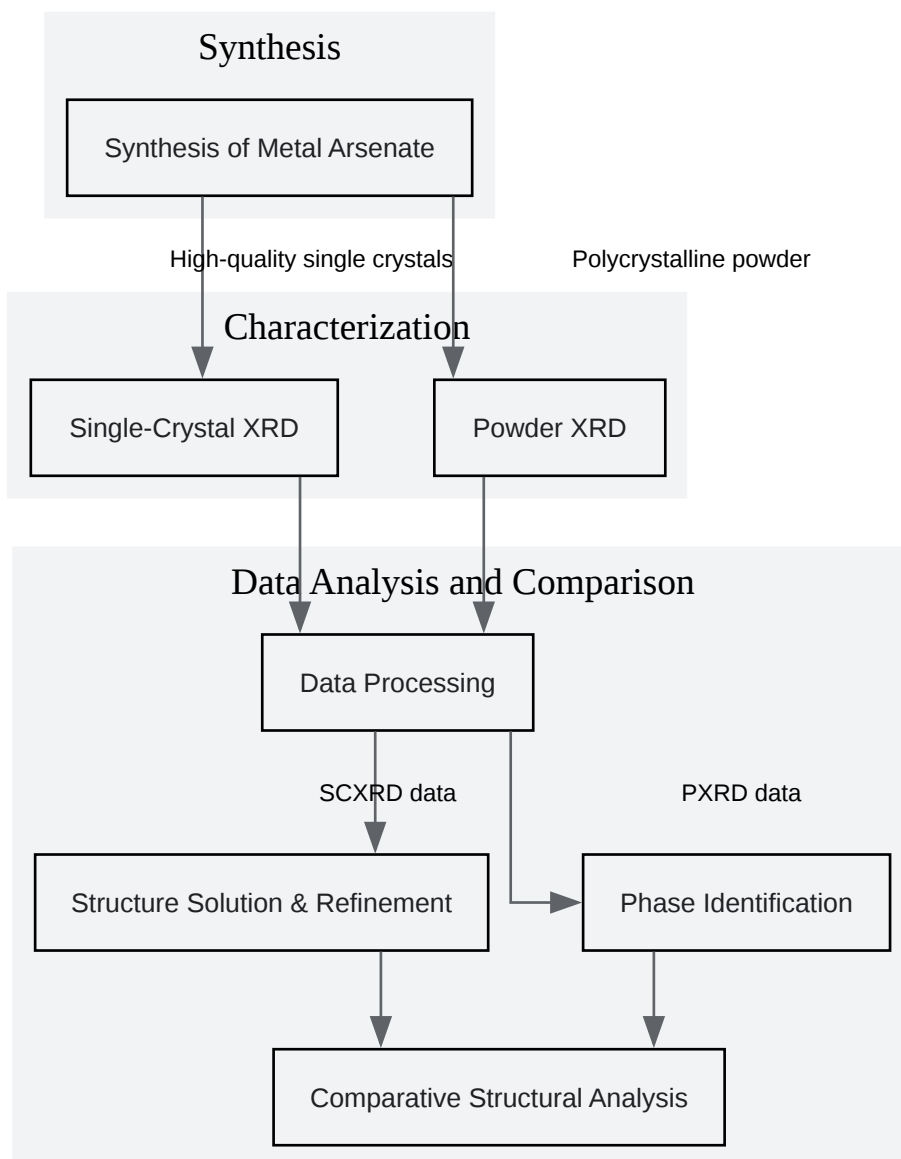 Synthesis
Synthesis of Metal Arsenate
High-quality single crystals
Polycrystalline powder
Characterization
Single-Crystal XRD
Powder XRD
Data Analysis and Comparison
Data Processing
SCXRD data
PXRD data
Structure Solution & Refinement
Phase Identification
Comparative Structural Analysis